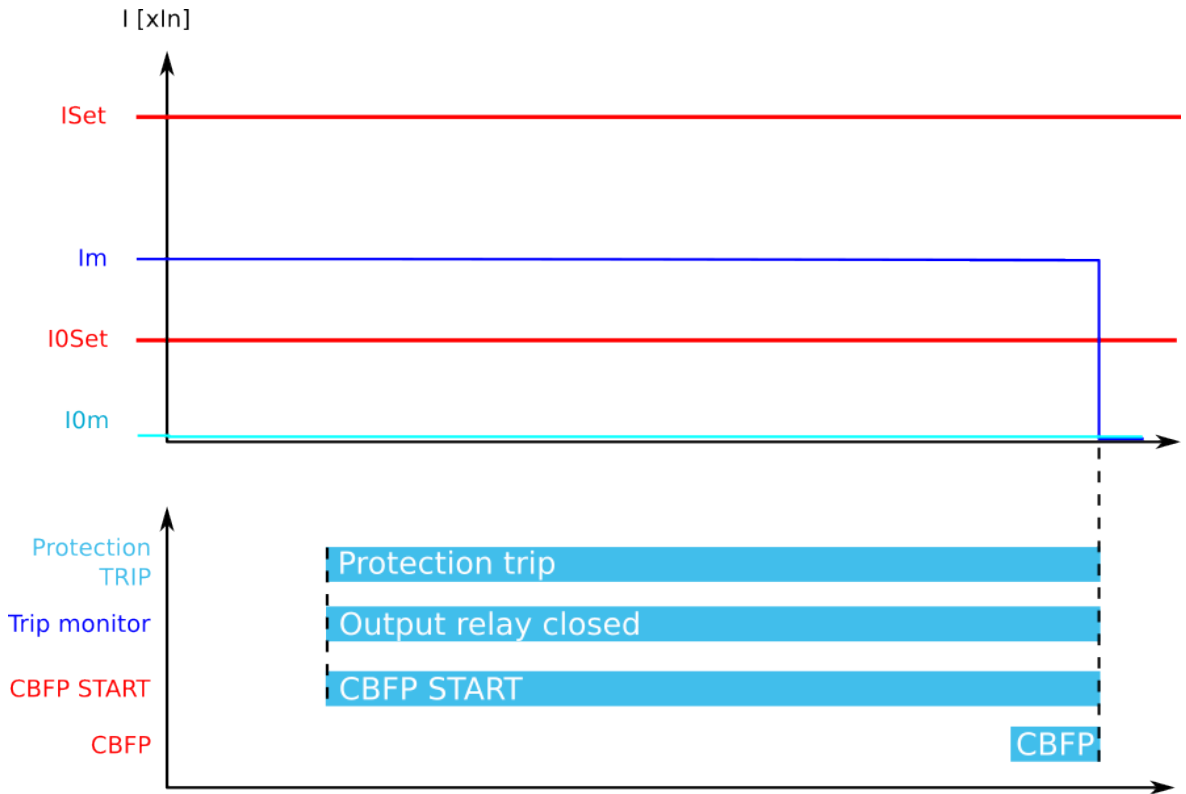 I [xIn]
ISet
Im
I0Set
I0m
Protection
TRIP
Protection trip
Trip monitor
Output relay closed
CBFP START
CBFP START
CBFP
CBFP